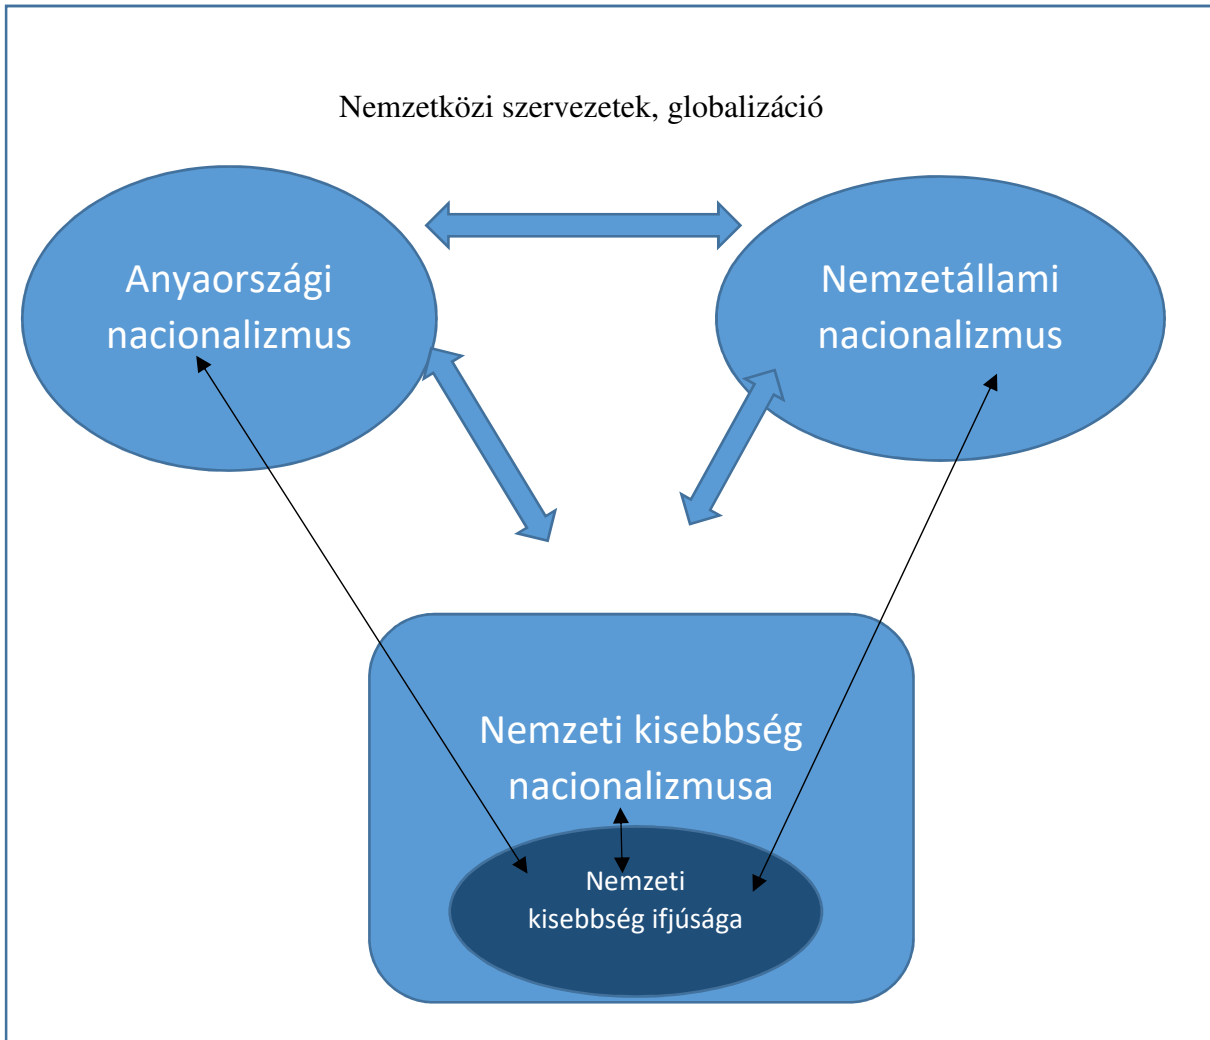 Nemzetközi szervezetek, globalizáció
Anyaországi
nacionalizmus
Nemzetállami
nacionalizmus
Nemzeti kisebbség
nacionalizmusa
Nemzeti
kisebbség ifjúsága